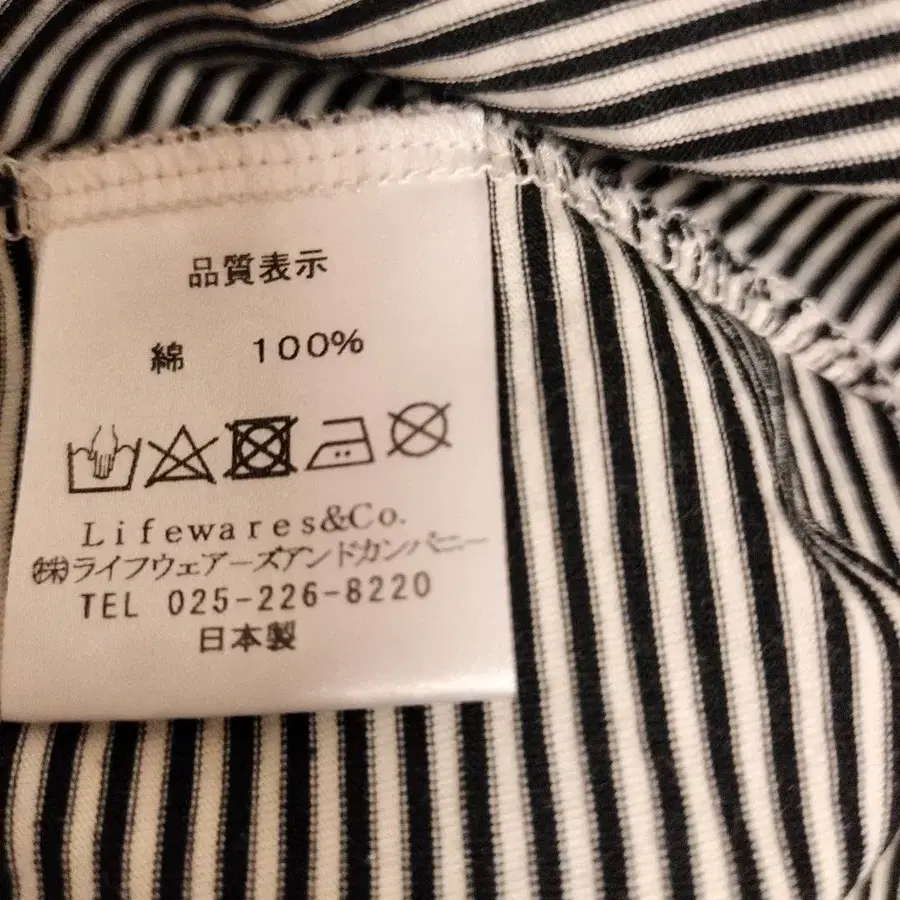 品質表示
綿 100%
Lifewares&Co.
㈱ライフウェアーズアンドカンパニー
TEL 025-226-8220
日本製